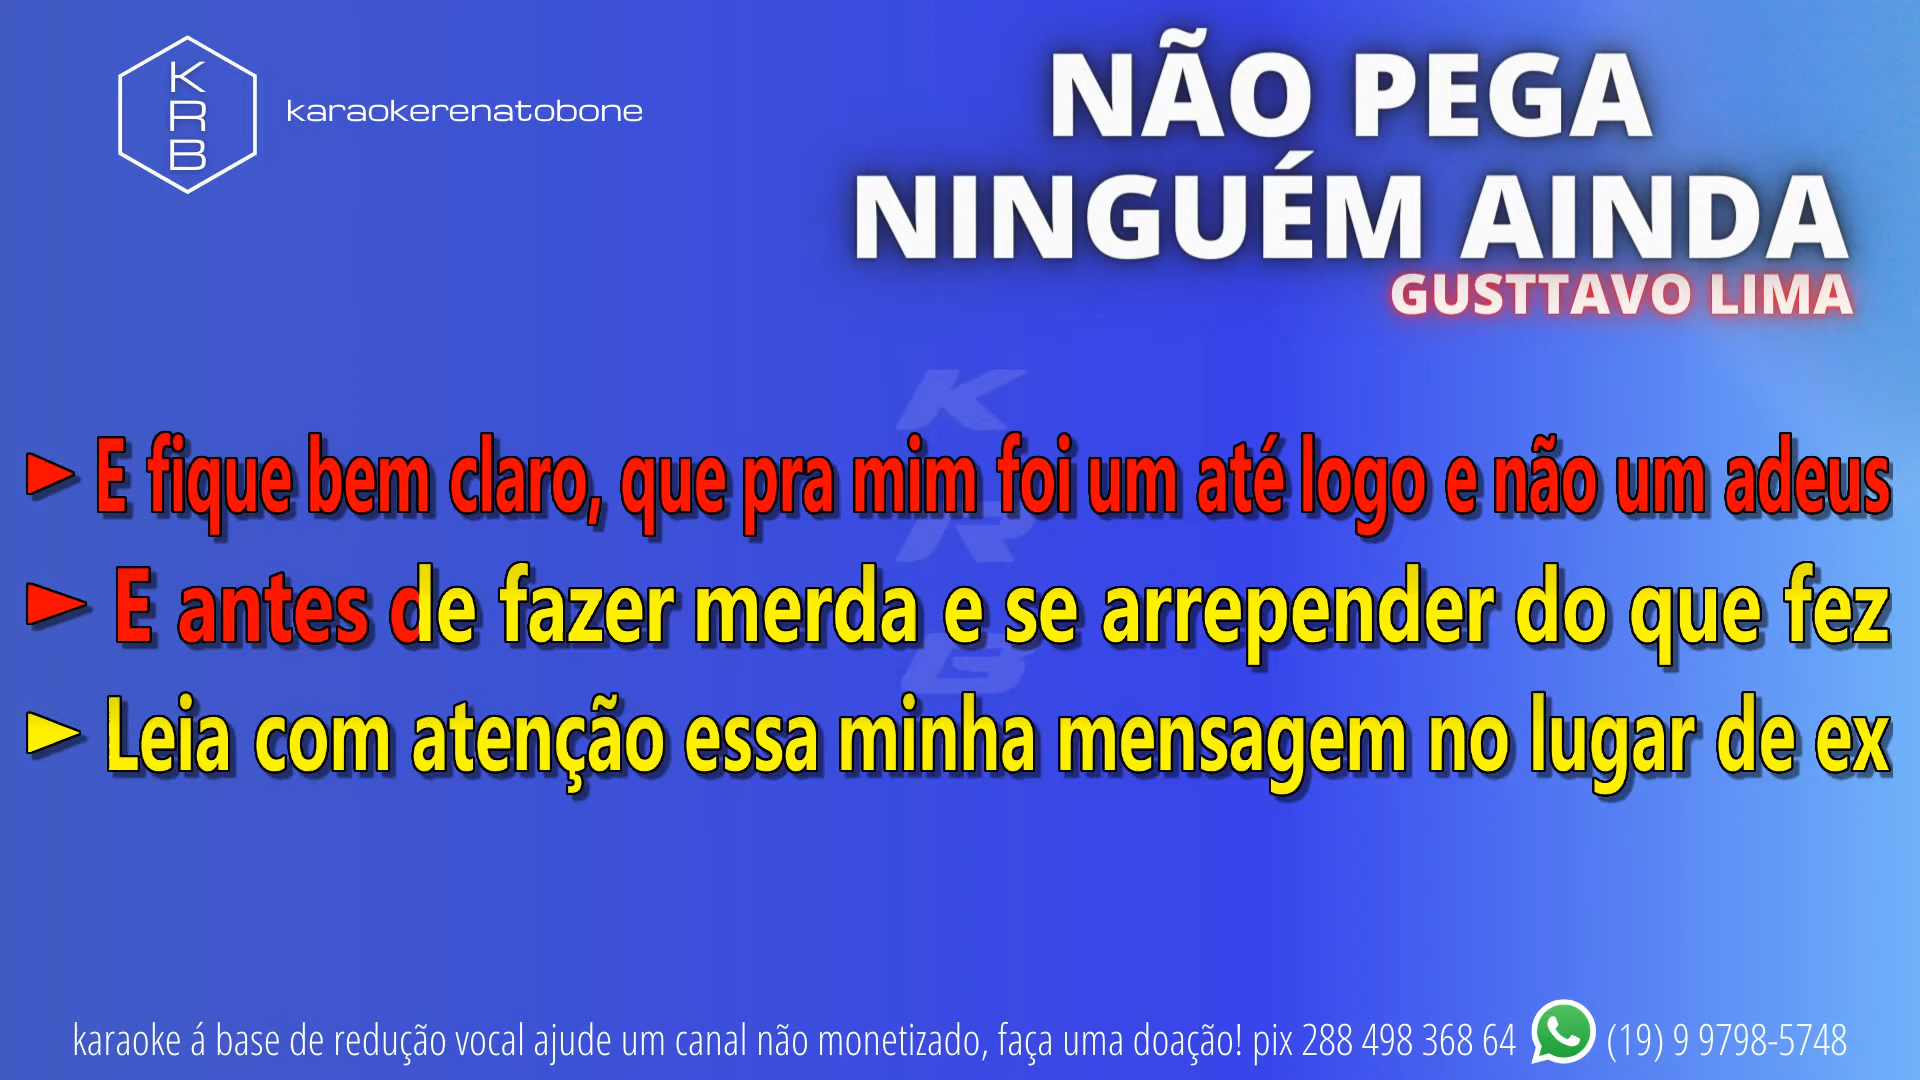 K
R
B
karaokerenatobone
NÃO PEGA
NINGUÉM AINDA
GUSTTAVO LIMA
K
R
B
► E fique bem claro, que pra mim foi um até logo e não um adeus
► E antes de fazer merda e se arrepender do que fez
► Leia com atenção essa minha mensagem no lugar de ex
karaoke á base de redução vocal ajude um canal não monetizado, faça uma doação! pix 288 498 368 64 (19) 9 9798-5748